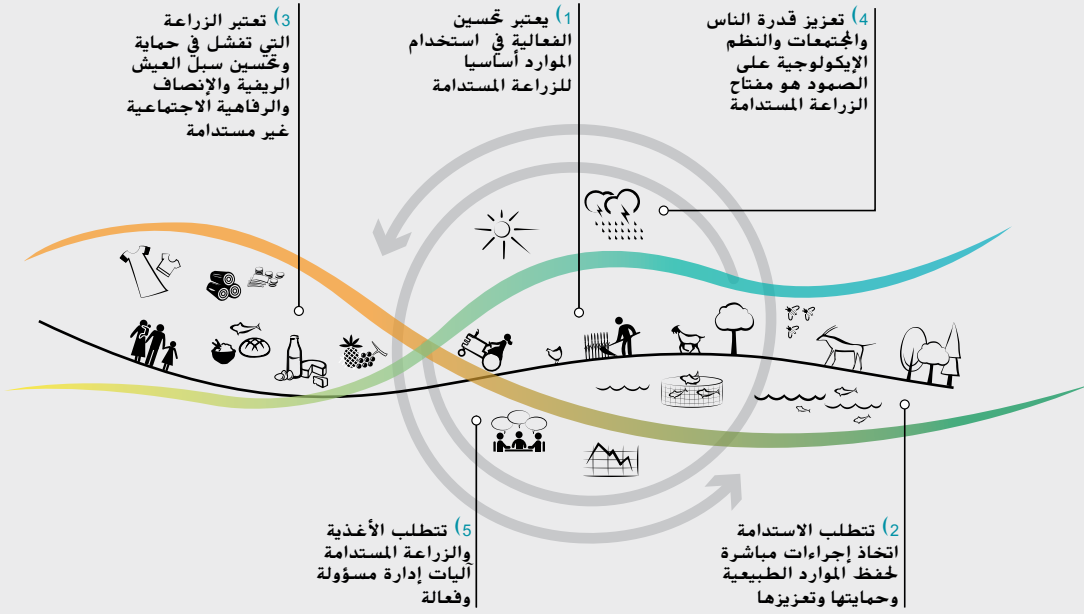 4) تعزيز قدرة الناس
والمجتمعات والنظم
الإيكولوجية على
الصمود هو مفتاح
الزراعة المستدامة
1) يعتبر تحسين
الفعالية في استخدام
الموارد أساسيا
للزراعة المستدامة
3) تعتبر الزراعة
التي تفشل في حماية
وتحسين سبل العيش
الريفية والإنصاف
والرفاهية الاجتماعية
غير مستدامة
2) تتطلب الاستدامة
اتخاذ إجراءات مباشرة
لحفظ الموارد الطبيعية
وحمايتها وتعزيزها
5) تتطلب الأغذية
والزراعة المستدامة
آليات إدارة مسؤولة
وفعالة